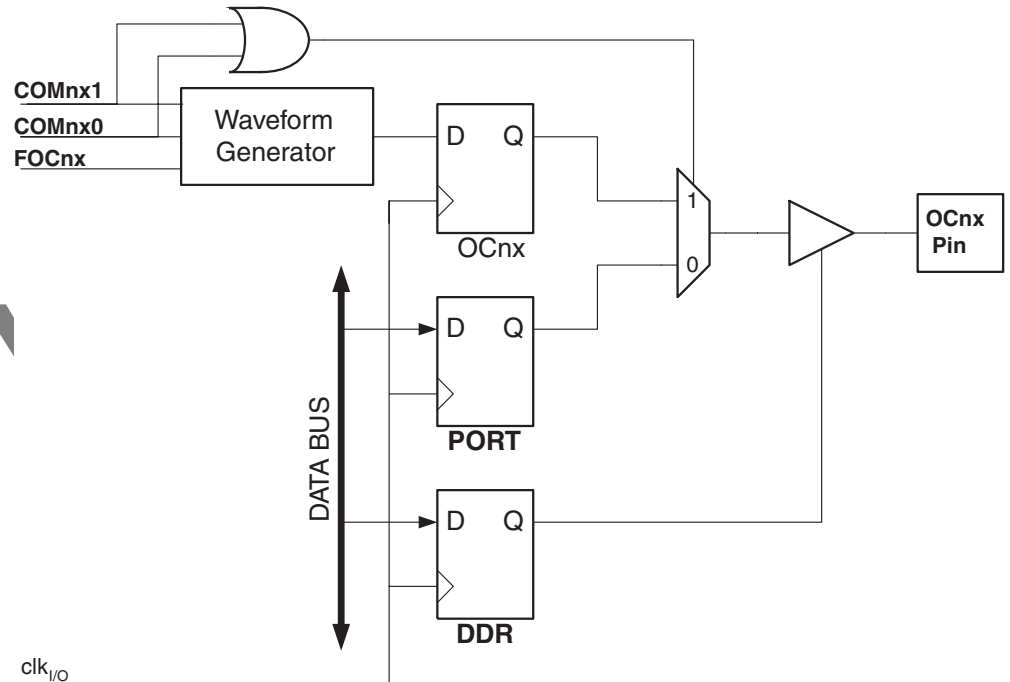 COMnx1
COMnx0
FOCnx
Waveform
Generator
D Q
OCnx
1
0
OCnx
Pin
D Q
PORT
DATA BUS
D Q
DDR
clkI/O